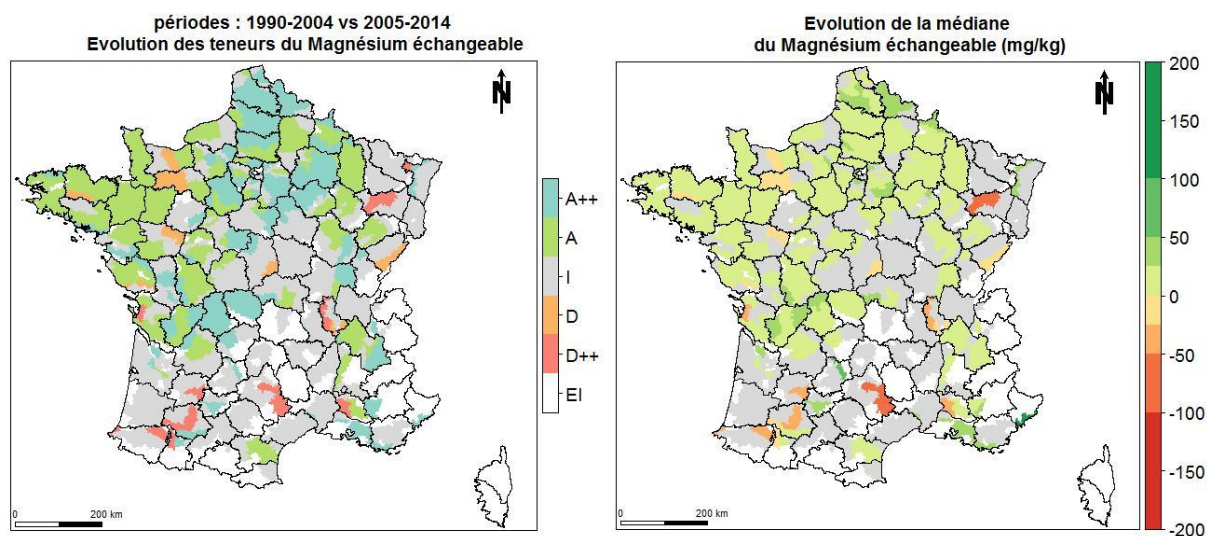 périodes : 1990-2004 vs 2005-2014
Evolution des teneurs du Magnésium échangeable
N
A++
A
I
D
D++
EI
0 200 km
Evolution de la médiane
du Magnésium échangeable (mg/kg)
N
200
150
100
50
0
-50
-100
-150
-200
0 200 km